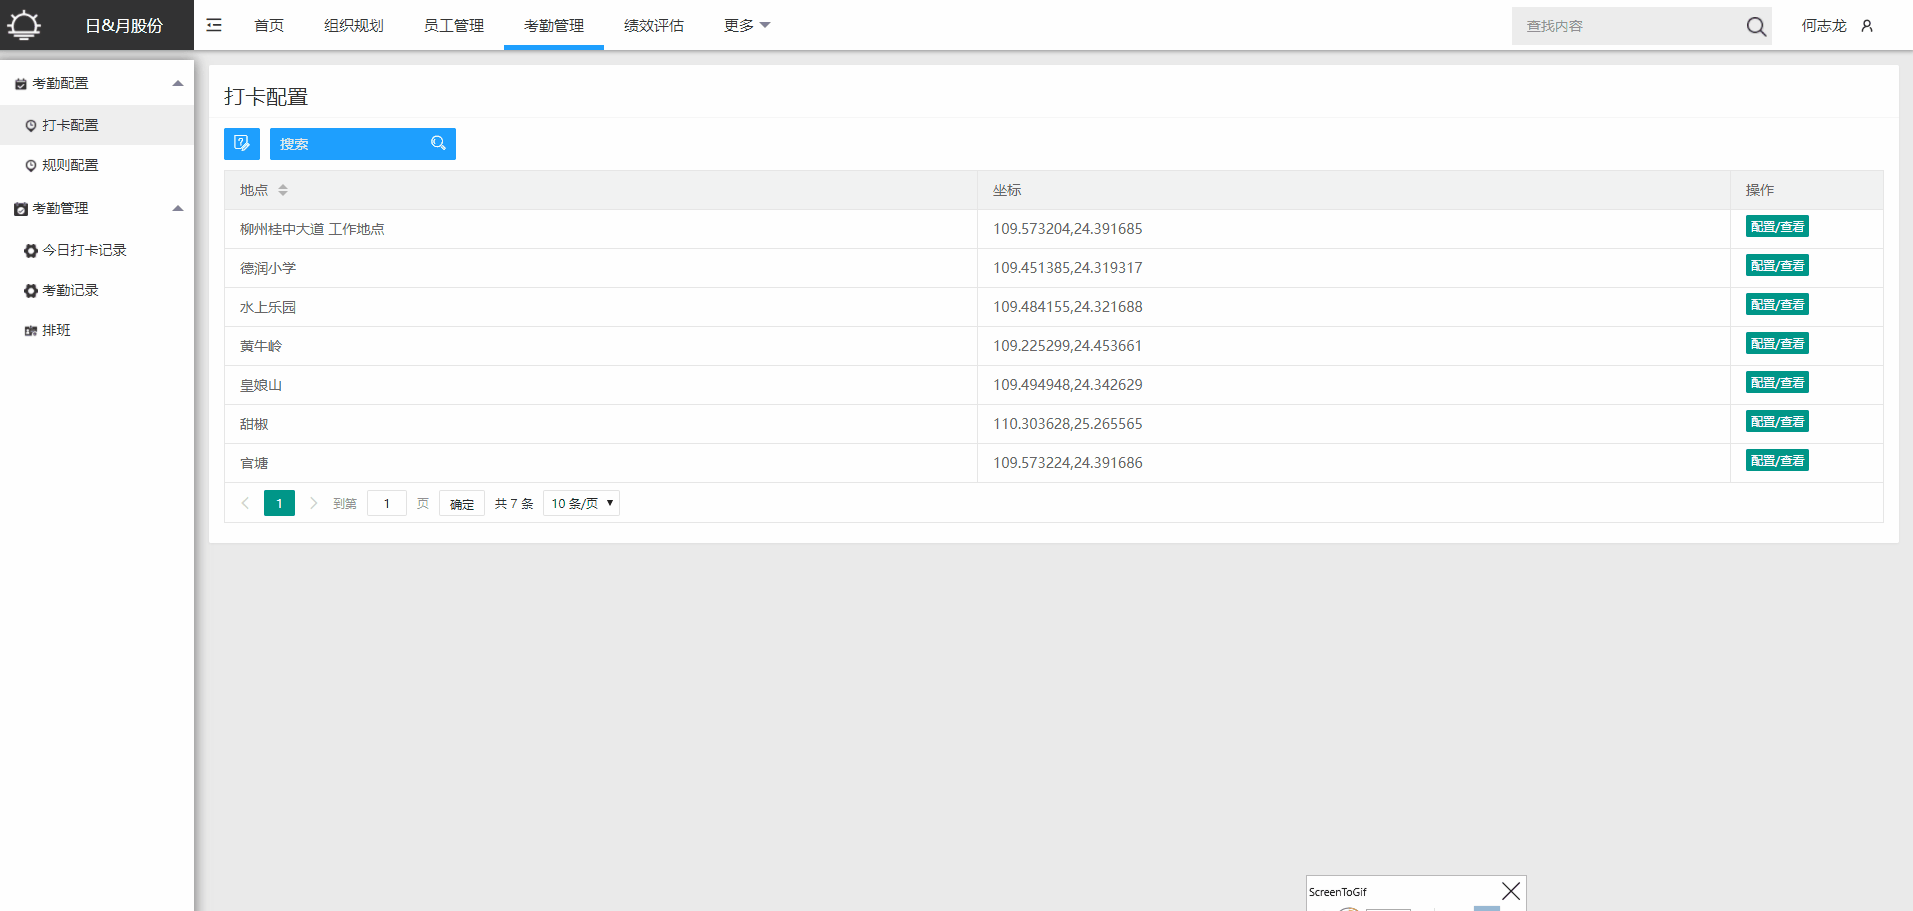 日&月股份
首页 组织规划 员工管理 考勤管理 绩效评估 更多
查找内容
何志龙
考勤配置
打卡配置
规则配置
考勤管理
今日打卡记录
考勤记录
排班
打卡配置
搜索
地点 坐标 操作
柳州桂中大道 工作地点 109.573204,24.391685 配置/查看
德润小学 109.451385,24.319317 配置/查看
水上乐园 109.484155,24.321688 配置/查看
黄牛岭 109.225299,24.453661 配置/查看
皇娘山 109.494948,24.342629 配置/查看
甜椒 110.303628,25.265565 配置/查看
官塘 109.573224,24.391686 配置/查看
1 到第 1 页 确定 共 7 条 10 条/页
ScreenToGif